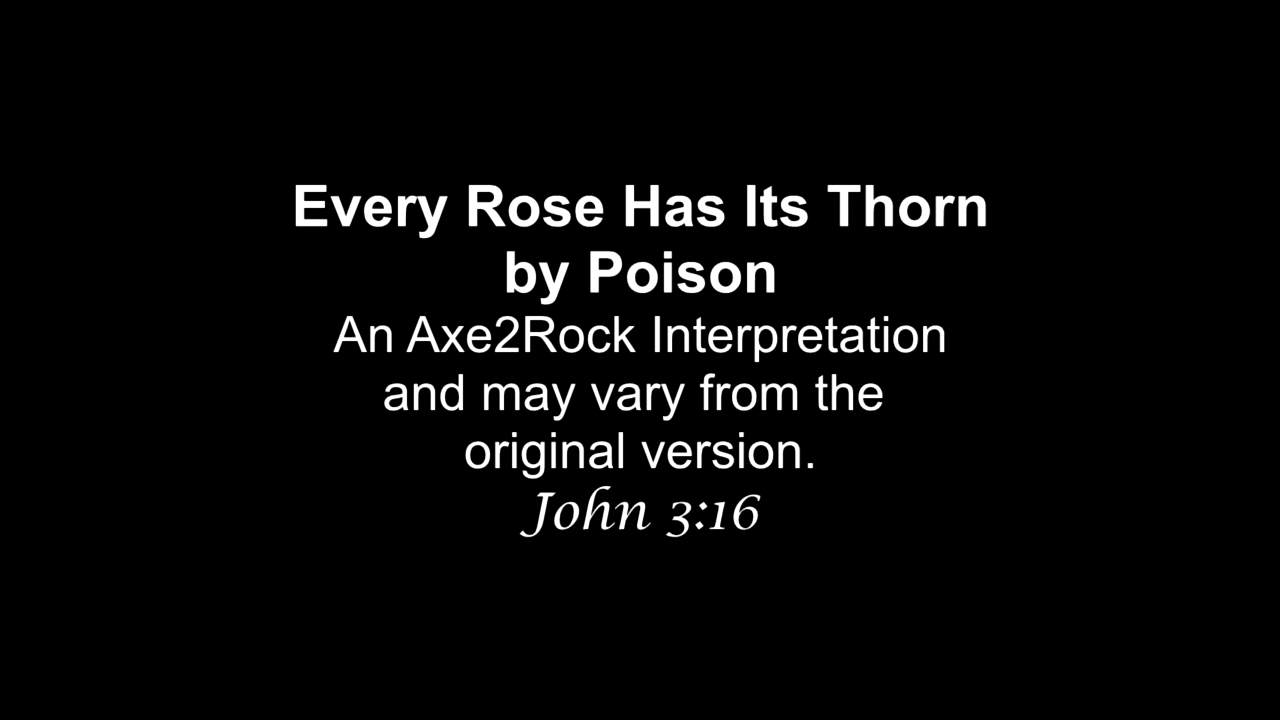 Every Rose Has Its Thorn
by Poison
An Axe2Rock Interpretation
and may vary from the
original version.
John 3:16